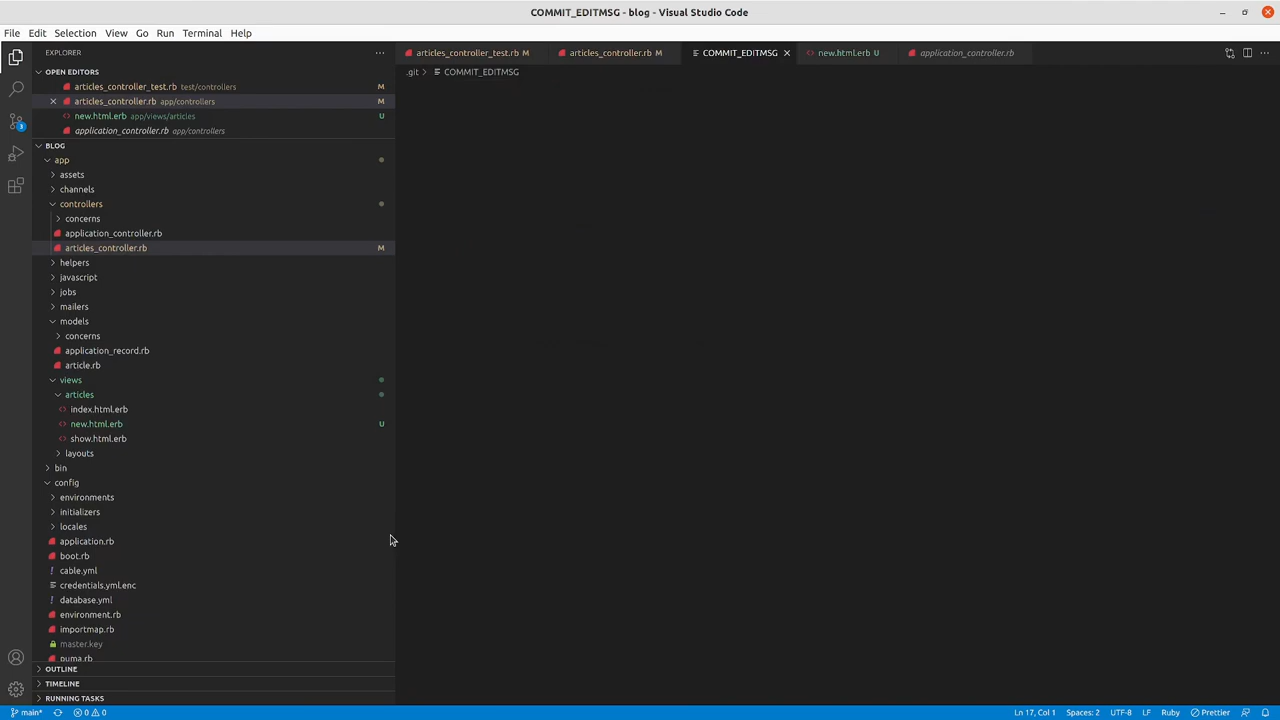 COMMIT_EDITMSG - blog - Visual Studio Code
File Edit Selection View Go Run Terminal Help
EXPLORER
articles_controller_test.rb M
articles_controller.rb M
COMMIT_EDITMSG
new.html.erb U
application_controller.rb
OPEN EDITORS
.git > COMMIT_EDITMSG
articles_controller_test.rb test/controllers M
articles_controller.rb app/controllers M
new.html.erb app/views/articles U
application_controller.rb app/controllers
BLOG
app
assets
channels
controllers
concerns
application_controller.rb
articles_controller.rb M
helpers
javascript
jobs
mailers
models
concerns
application_record.rb
article.rb
views
articles
index.html.erb
new.html.erb U
show.html.erb
layouts
bin
config
environments
initializers
locales
application.rb
boot.rb
cable.yml
credentials.yml.enc
database.yml
environment.rb
importmap.rb
master.key
puma.rb
OUTLINE
TIMELINE
RUNNING TASKS
3
main* 0 0 Ln 17, Col 1 Spaces: 2 UTF-8 LF Ruby Prettier